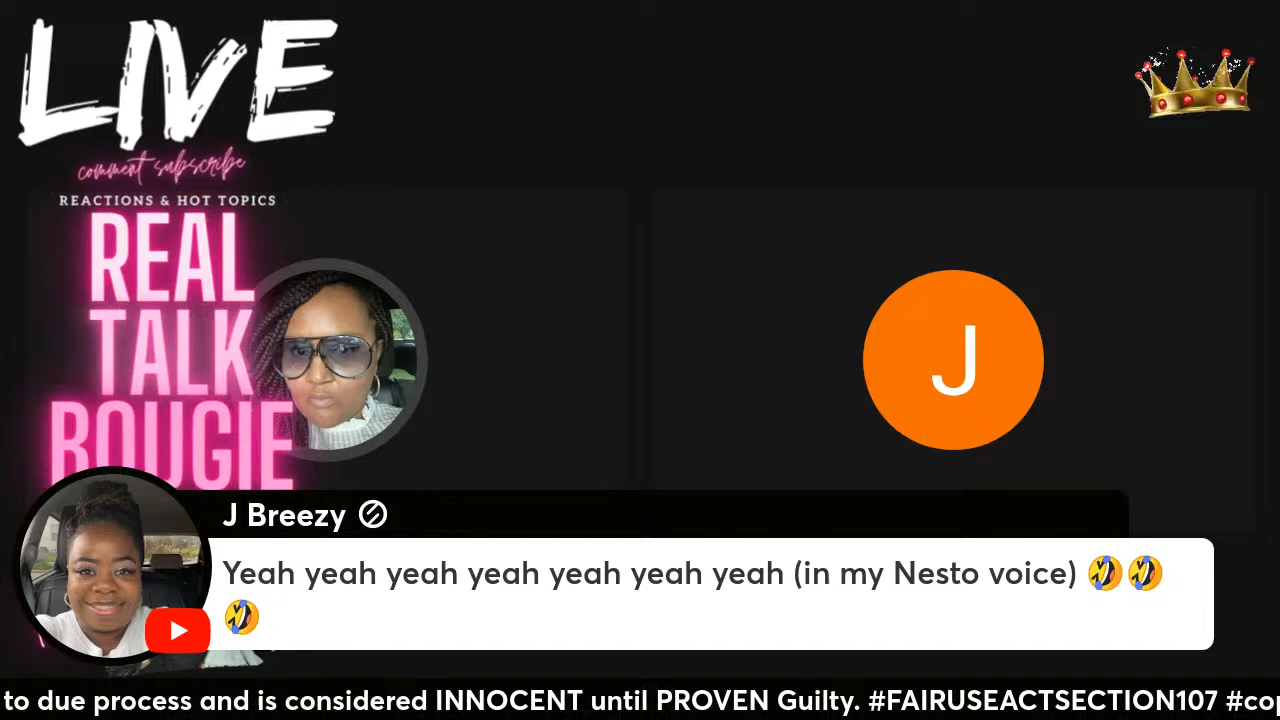 LIVE
comment subscribe
REACTIONS & HOT TOPICS
REAL
TALK
BOUGIE
J
J Breezy
Yeah yeah yeah yeah yeah yeah yeah (in my Nesto voice) 🤣🤣
🤣
to due process and is considered INNOCENT until PROVEN Guilty. #FAIRUSEACTSECTION107 #co